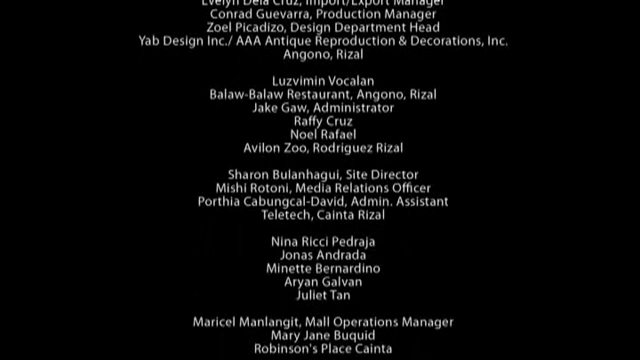 Evelyn Dela Cruz, Import/Export Manager
Conrad Guevarra, Production Manager
Zoel Picadizo, Design Department Head
Yab Design Inc./ AAA Antique Reproduction & Decorations, Inc.
Angono, Rizal
Luzvimin Vocalan
Balaw-Balaw Restaurant, Angono, Rizal
Jake Gaw, Administrator
Raffy Cruz
Noel Rafael
Avilon Zoo, Rodriguez Rizal
Sharon Bulanhagui, Site Director
Mishi Rotoni, Media Relations Officer
Porthia Cabungcal-David, Admin. Assistant
Teletech, Cainta Rizal
Nina Ricci Pedraja
Jonas Andrada
Minette Bernardino
Aryan Galvan
Juliet Tan
Maricel Manlangit, Mall Operations Manager
Mary Jane Buquid
Robinson's Place Cainta